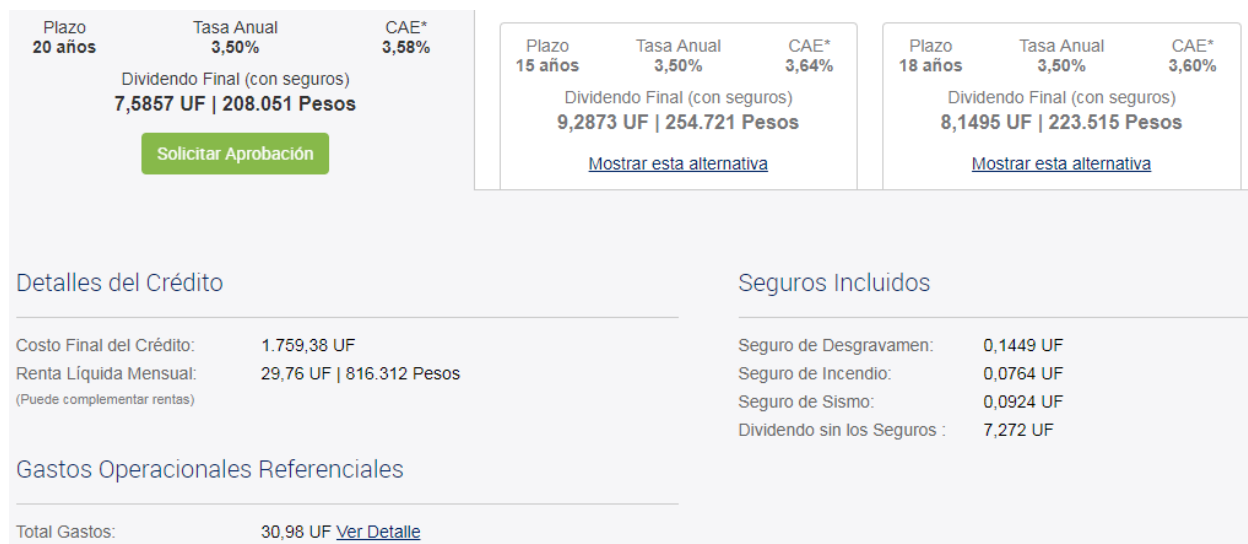 Plazo Tasa Anual CAE*
20 años 3,50% 3,58%
Dividendo Final (con seguros)
7,5857 UF | 208.051 Pesos
Solicitar Aprobación
Plazo Tasa Anual CAE*
15 años 3,50% 3,64%
Dividendo Final (con seguros)
9,2873 UF | 254.721 Pesos
Mostrar esta alternativa
Plazo Tasa Anual CAE*
18 años 3,50% 3,60%
Dividendo Final (con seguros)
8,1495 UF | 223.515 Pesos
Mostrar esta alternativa
Detalles del Crédito
Costo Final del Crédito: 1.759,38 UF
Renta Líquida Mensual: 29,76 UF | 816.312 Pesos
(Puede complementar rentas)
Seguros Incluidos
Seguro de Desgravamen: 0,1449 UF
Seguro de Incendio: 0,0764 UF
Seguro de Sismo: 0,0924 UF
Dividendo sin los Seguros : 7,272 UF
Gastos Operacionales Referenciales
Total Gastos: 30,98 UF Ver Detalle